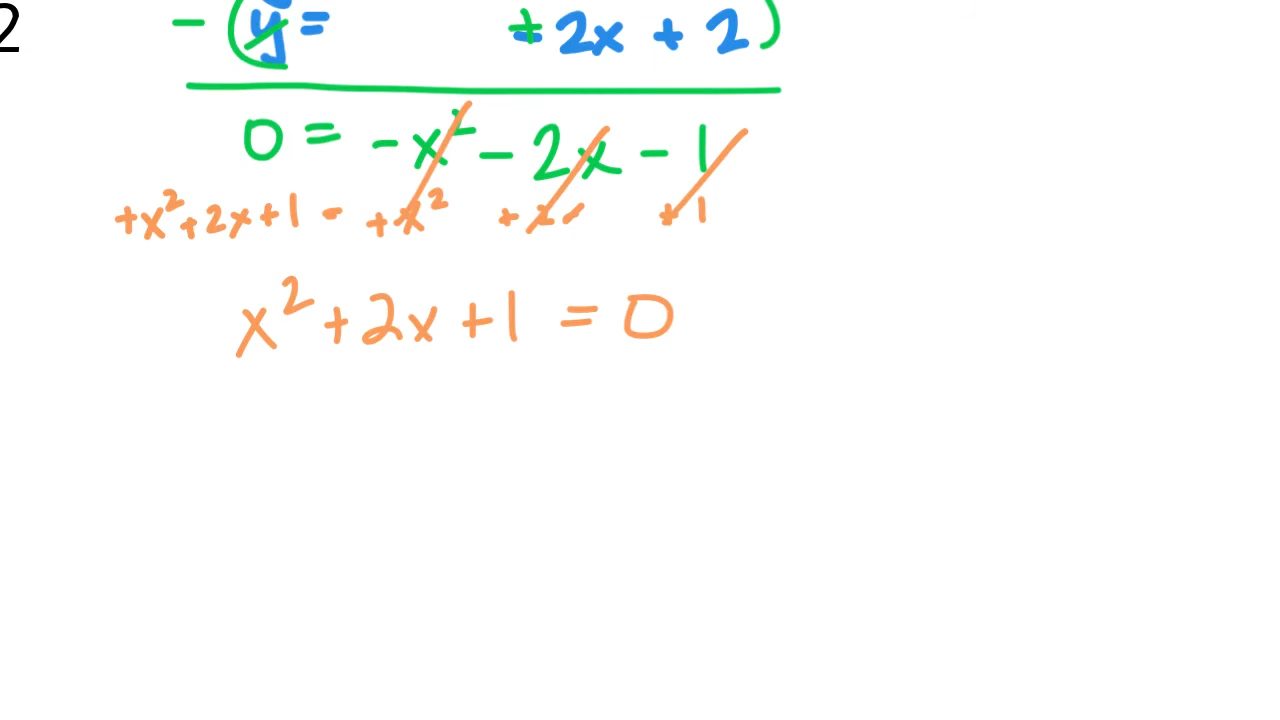 2
- (y = + 2x + 2)
0 = -x² - 2x - 1
+x²+2x+1 - +x² + 2x + 1
x² + 2x + 1 = 0